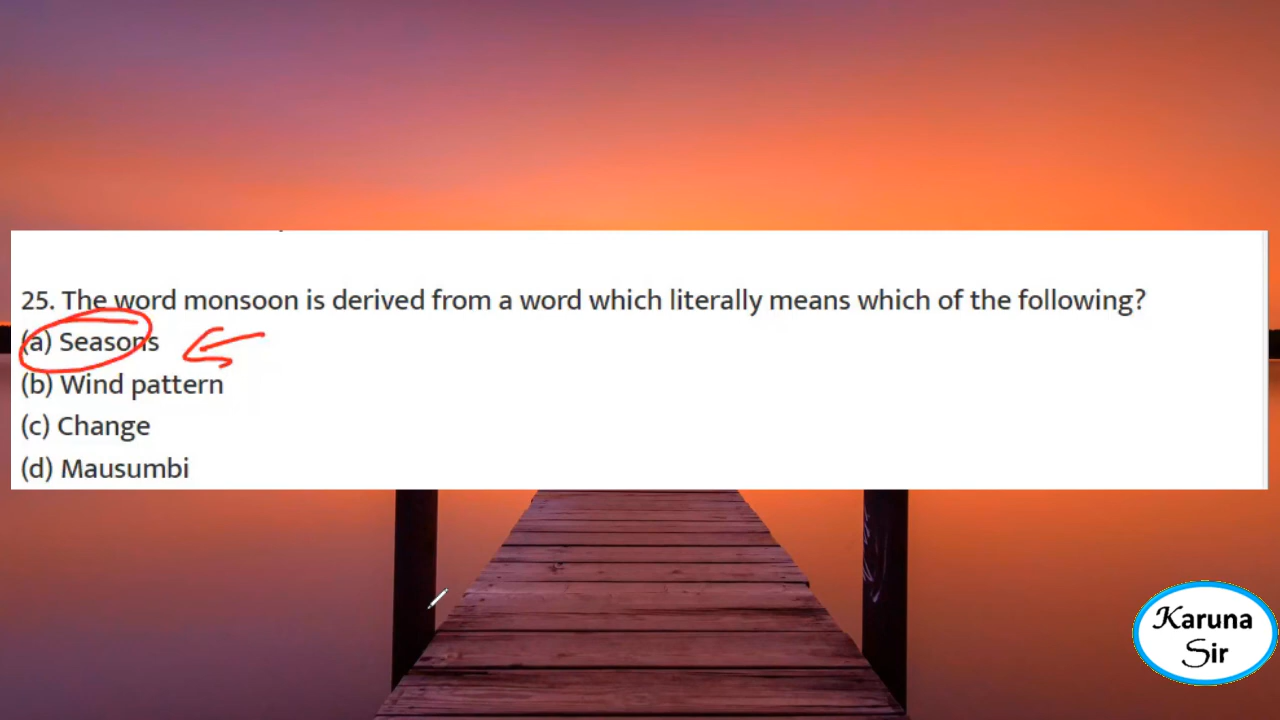 25. The word monsoon is derived from a word which literally means which of the following?
(a) Seasons
(b) Wind pattern
(c) Change
(d) Mausumbi
Karuna
Sir